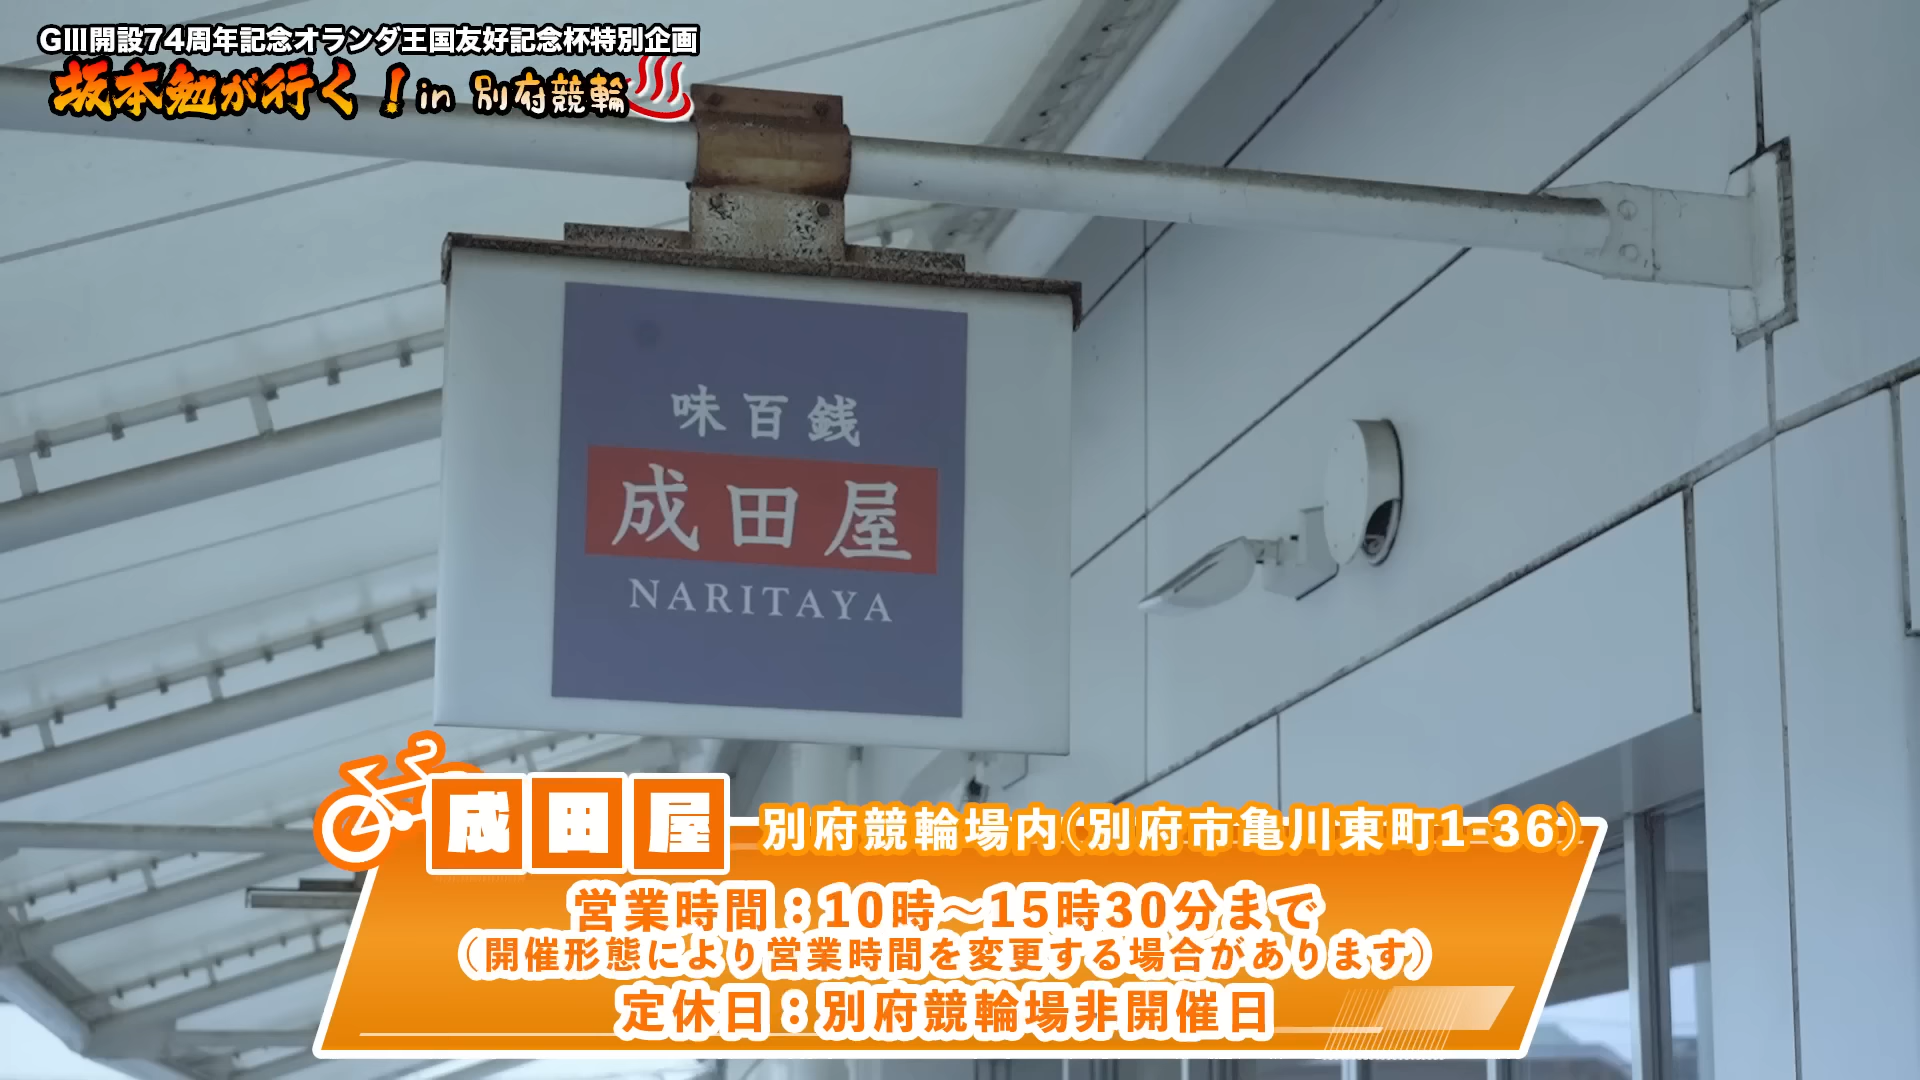 GⅢ開設74周年記念オランダ王国友好記念杯特別企画
坂本勉が行く！in 別府競輪
味百銭
成田屋
NARITAYA
成田屋 別府競輪場内(別府市亀川東町1-36)
営業時間：10時～15時30分まで
(開催形態により営業時間を変更する場合があります)
定休日：別府競輪場非開催日